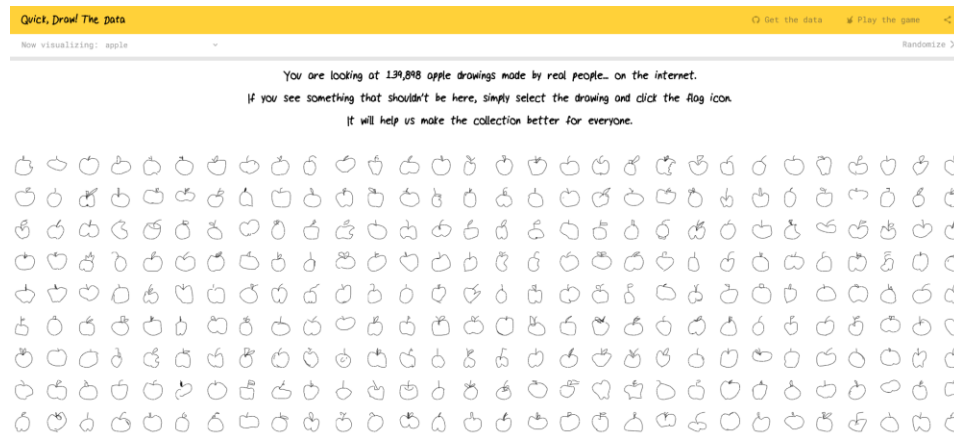 Quick, Draw! The Data
Get the data
Play the game
Now visualizing: apple
Randomize
You are looking at 139,898 apple drawings made by real people... on the internet.
If you see something that shouldn't be here, simply select the drawing and click the flag icon.
It will help us make the collection better for everyone.